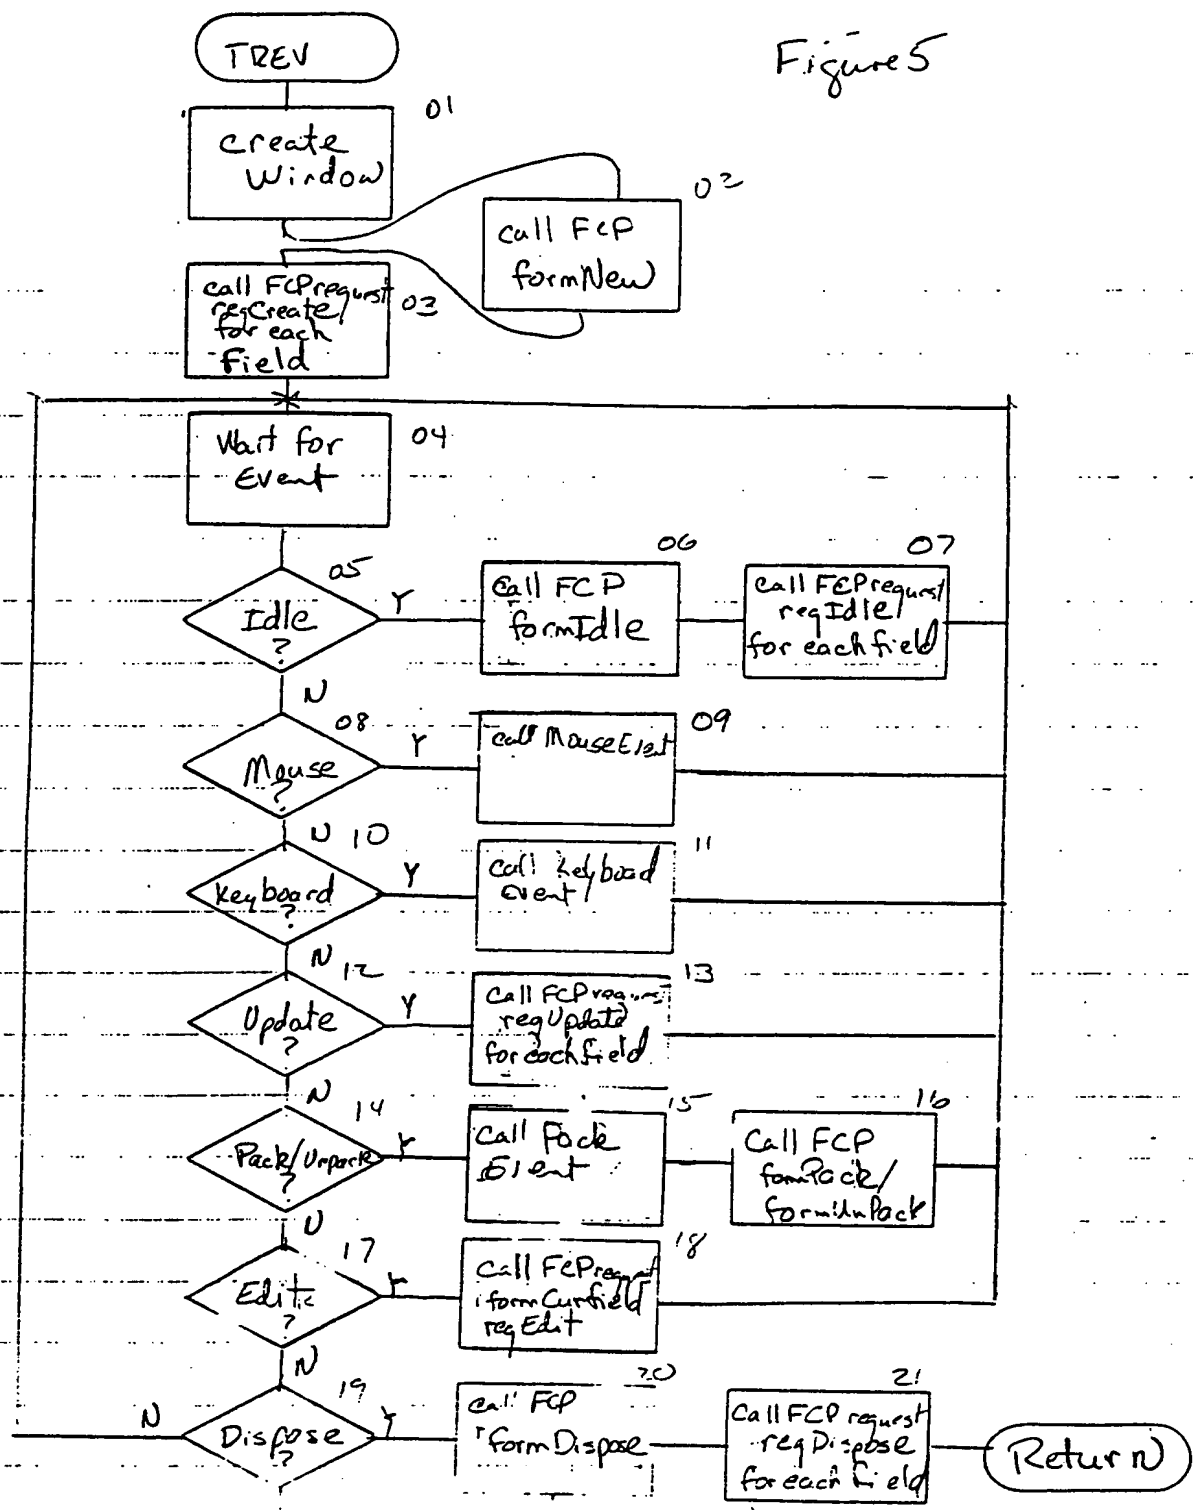 Figure 5
TREV
01
create
Window
02
call FCP
formNew
call FCPrequest
reqCreate/
for each
Field
03
Wait for
Event
04
05
Idle
?
Y
N
06
call FCP
formIdle
07
call FCPrequest
reqIdle/
for each field
08
Mouse
?
Y
N
09
call MouseEvent
10
keyboard
?
Y
N
11
call keyboard
Event/
12
Update
?
Y
N
13
call FCPrequest
reqUpdate
for each field
14
Pack/Unpack
?
Y
N
15
Call Pack
Event
16
Call FCP
formPack/
formUnPack
17
Edit
?
Y
N
18
call FCPrequest
formCurfield
reqEdit
19
Dispose
?
N
Y
20
call FCP
formDispose
21
Call FCP request
reqDispose
for each field
Return